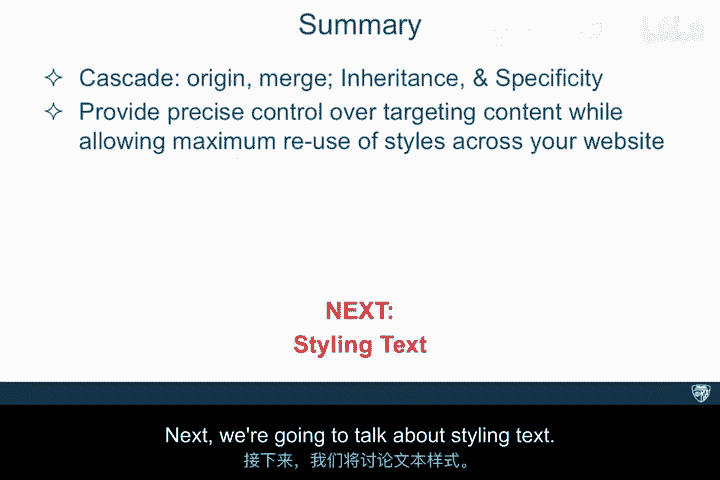 Summary
✧ Cascade: origin, merge; Inheritance, & Specificity
✧ Provide precise control over targeting content while
allowing maximum re-use of styles across your website
NEXT:
Styling Text
Next, we're going to talk about styling text.
接下来，我们将讨论文本样式。